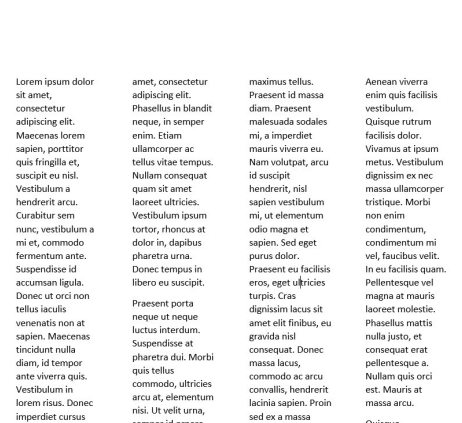 Lorem ipsum dolor
sit amet,
consectetur
adipiscing elit.
Maecenas lorem
sapien, porttitor
quis fringilla et,
suscipit eu nisl.
Vestibulum a
hendrerit arcu.
Curabitur sem
nunc, vestibulum a
mi et, commodo
fermentum ante.
Suspendisse id
accumsan ligula.
Donec ut orci non
tellus iaculis
venenatis non at
sapien. Maecenas
tincidunt nulla
diam, id tempor
ante viverra quis.
Vestibulum in
lorem risus. Donec
imperdiet cursus
amet, consectetur
adipiscing elit.
Phasellus in blandit
neque, in semper
enim. Etiam
ullamcorper ac
tellus vitae tempus.
Nullam consequat
quam sit amet
laoreet ultricies.
Vestibulum ipsum
tortor, rhoncus at
dolor in, dapibus
pharetra urna.
Donec tempus in
libero eu suscipit.
Praesent porta
neque ut neque
luctus interdum.
Suspendisse at
pharetra dui. Morbi
quis tellus
commodo, ultricies
arcu at, elementum
nisi. Ut velit urna,
maximus tellus.
Praesent id massa
diam. Praesent
malesuada sodales
mi, a imperdiet
mauris viverra eu.
Nam volutpat, arcu
id suscipit
hendrerit, nisl
sapien vestibulum
mi, ut elementum
odio magna et
sapien. Sed eget
purus dolor.
Praesent eu facilisis
eros, eget ultricies
turpis. Cras
dignissim lacus sit
amet elit finibus, eu
gravida nisl
consequat. Donec
massa lacus,
commodo ac arcu
convallis, hendrerit
lacinia sapien. Proin
sed ex a massa
Aenean viverra
enim quis facilisis
vestibulum.
Quisque rutrum
facilisis dolor.
Vivamus at ipsum
metus. Vestibulum
dignissim ex nec
massa ullamcorper
tristique. Morbi
non enim
condimentum,
condimentum mi
vel, faucibus velit.
In eu facilisis quam.
Pellentesque vel
magna at mauris
laoreet molestie.
Phasellus mattis
nulla justo, et
consequat erat
pellentesque a.
Nullam quis orci
est. Mauris at
massa arcu.